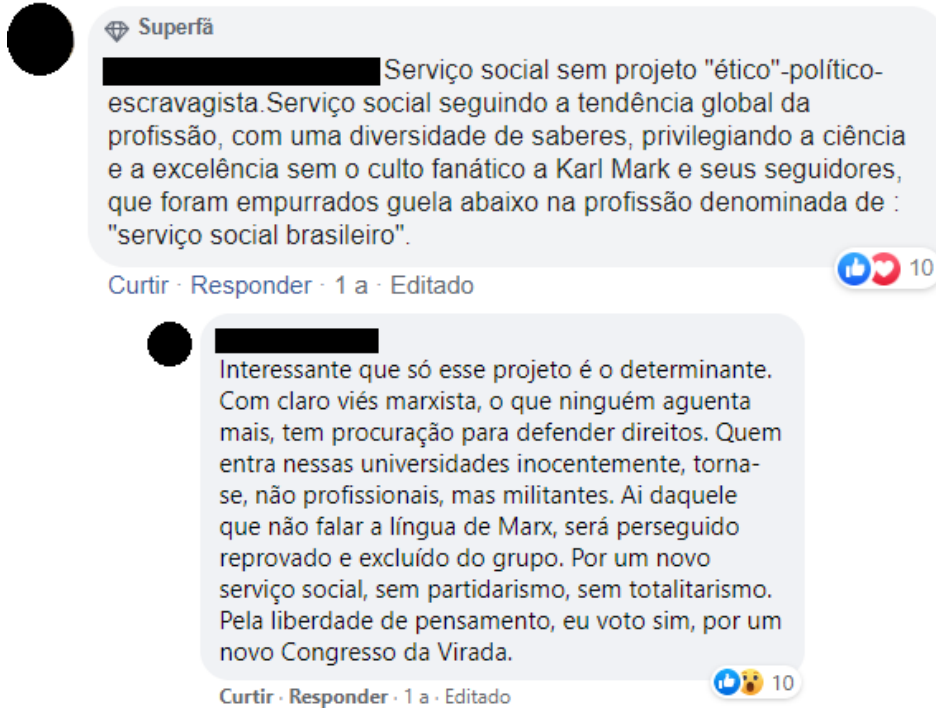 Superfã
Serviço social sem projeto "ético"-político-
escravagista.Serviço social seguindo a tendência global da
profissão, com uma diversidade de saberes, privilegiando a ciência
e a excelência sem o culto fanático a Karl Mark e seus seguidores,
que foram empurrados guela abaixo na profissão denominada de :
"serviço social brasileiro".
Curtir · Responder · 1 a · Editado
10
Interessante que só esse projeto é o determinante.
Com claro viés marxista, o que ninguém aguenta
mais, tem procuração para defender direitos. Quem
entra nessas universidades inocentemente, torna-
se, não profissionais, mas militantes. Ai daquele
que não falar a língua de Marx, será perseguido
reprovado e excluído do grupo. Por um novo
serviço social, sem partidarismo, sem totalitarismo.
Pela liberdade de pensamento, eu voto sim, por um
novo Congresso da Virada.
Curtir · Responder · 1 a · Editado
10